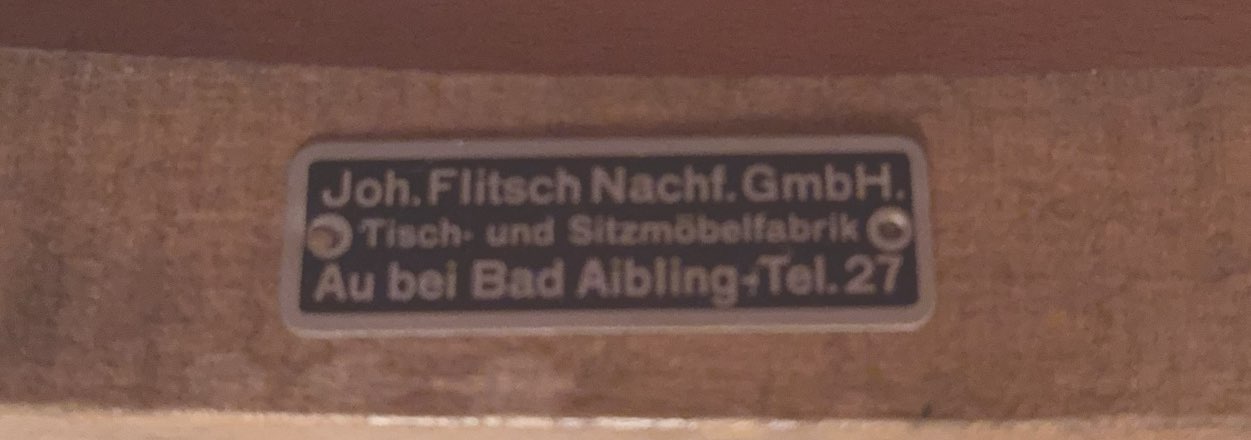 Joh. Flitsch Nachf. GmbH.
Tisch- und Sitzmöbelfabrik
Au bei Bad Aibling-Tel. 27